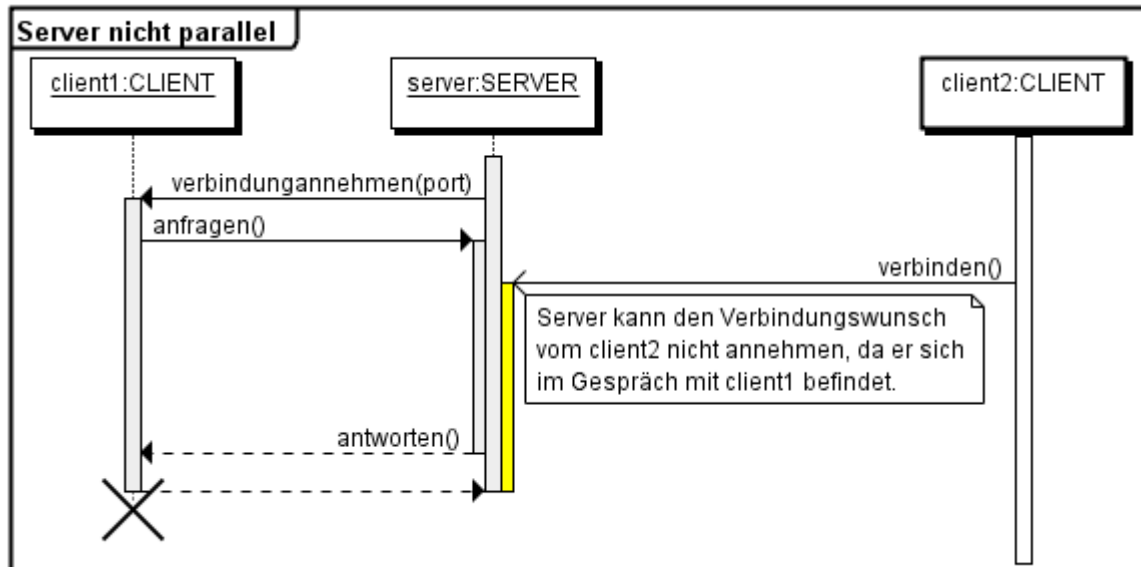 Server nicht parallel
client1:CLIENT
server:SERVER
client2:CLIENT
verbindungannehmen(port)
anfragen()
verbinden()
Server kann den Verbindungswunsch
vom client2 nicht annehmen, da er sich
im Gespräch mit client1 befindet.
antworten()